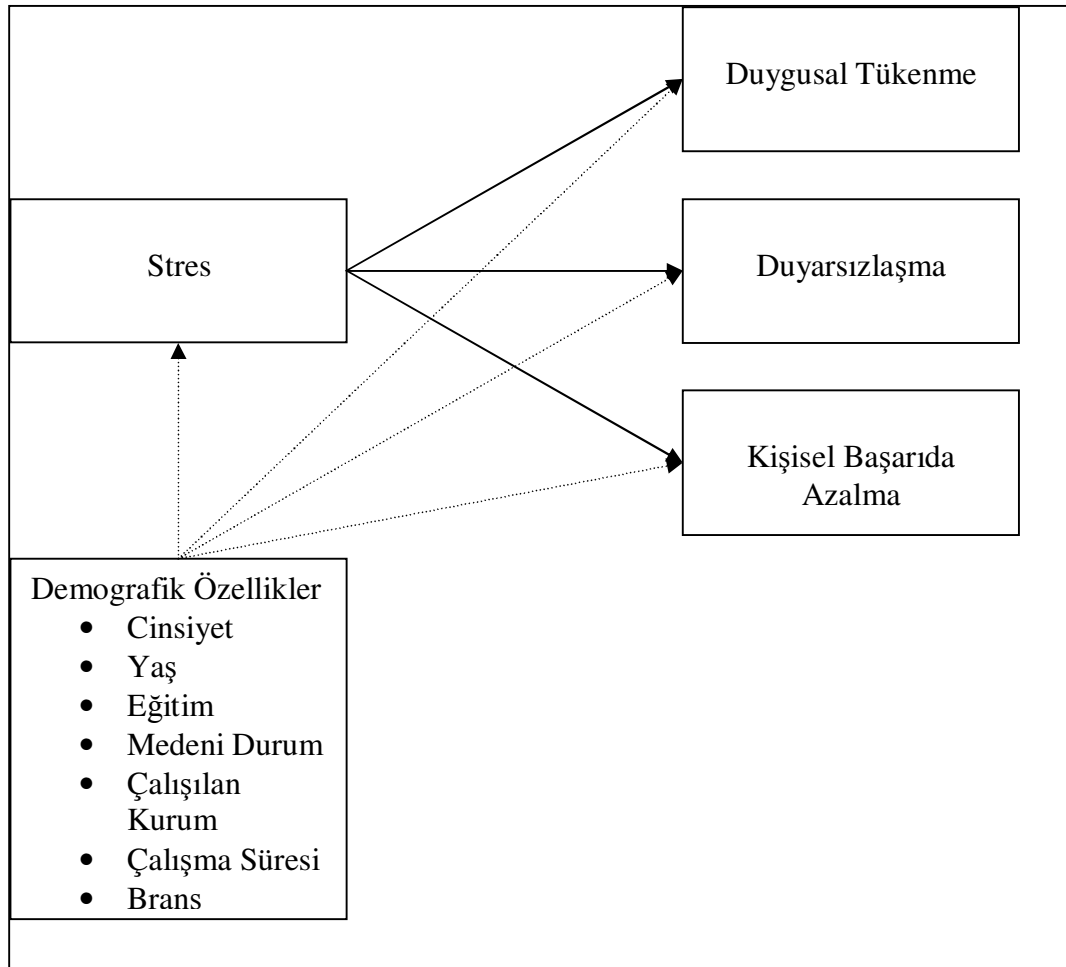 Duygusal Tükenme
Stres
Duyarsızlaşma
Kişisel Başarıda
Azalma
Demografik Özellikler
• Cinsiyet
• Yaş
• Eğitim
• Medeni Durum
• Çalışılan
Kurum
• Çalışma Süresi
• Brans